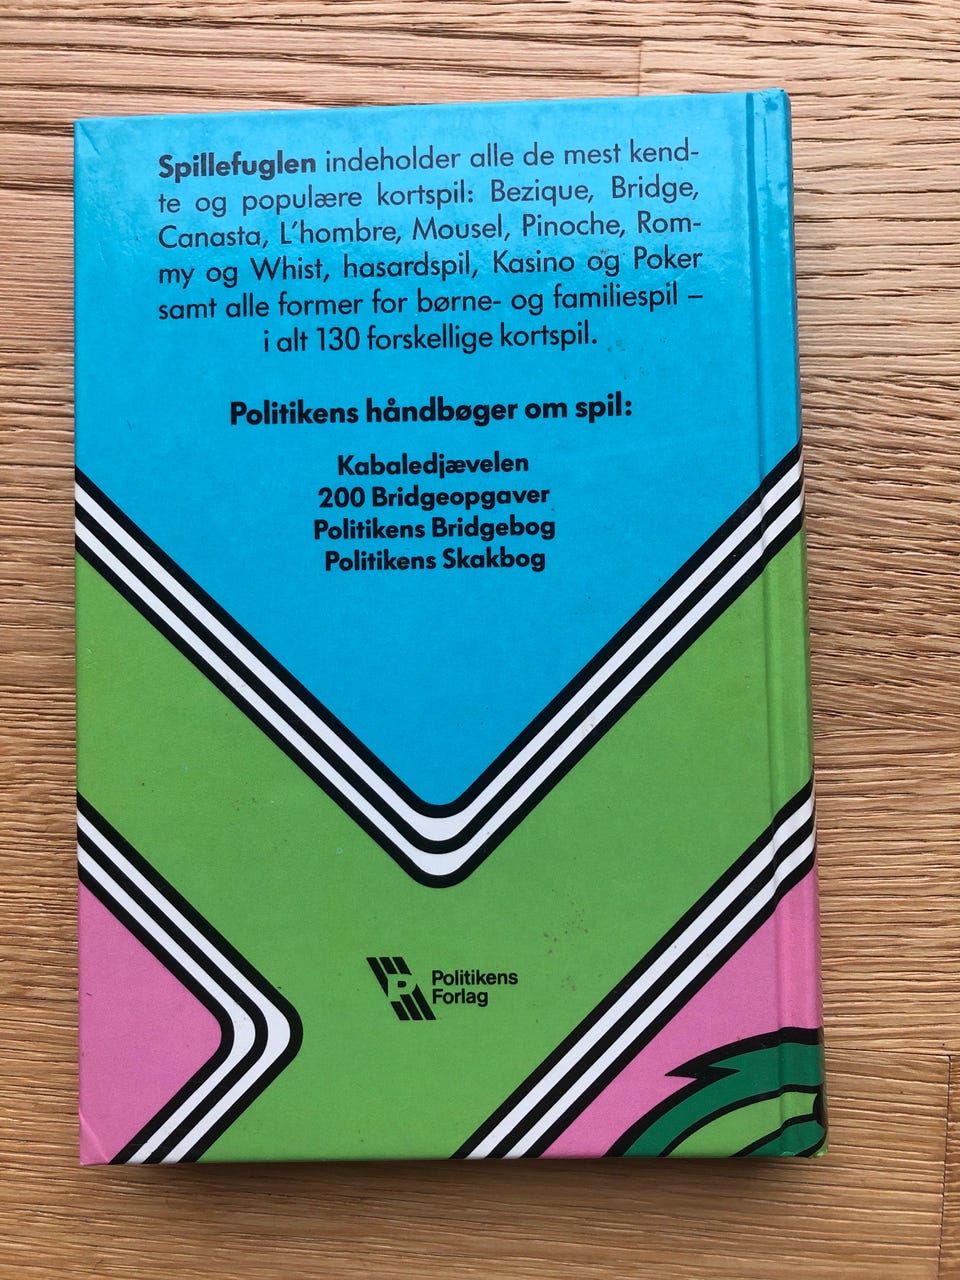 Spillefuglen indeholder alle de mest kend-
te og populære kortspil: Bezique, Bridge,
Canasta, L'hombre, Mousel, Pinoche, Rom-
my og Whist, hasardspil, Kasino og Poker
samt alle former for børne- og familiespil –
i alt 130 forskellige kortspil.
Politikens håndbøger om spil:
Kabaledjævelen
200 Bridgeopgaver
Politikens Bridgebog
Politikens Skakbog
P
Politikens
Forlag